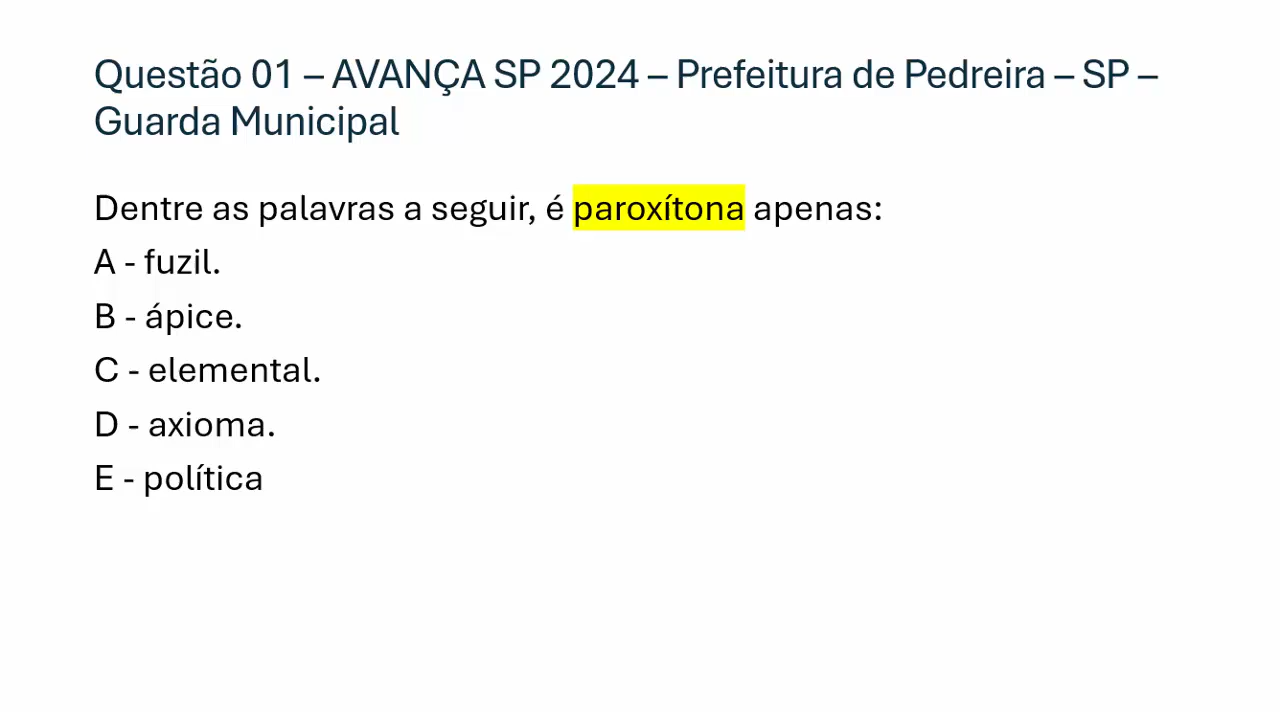 Questão 01 – AVANÇA SP 2024 – Prefeitura de Pedreira – SP –
Guarda Municipal
Dentre as palavras a seguir, é paroxítona apenas:
A - fuzil.
B - ápice.
C - elemental.
D - axioma.
E - política